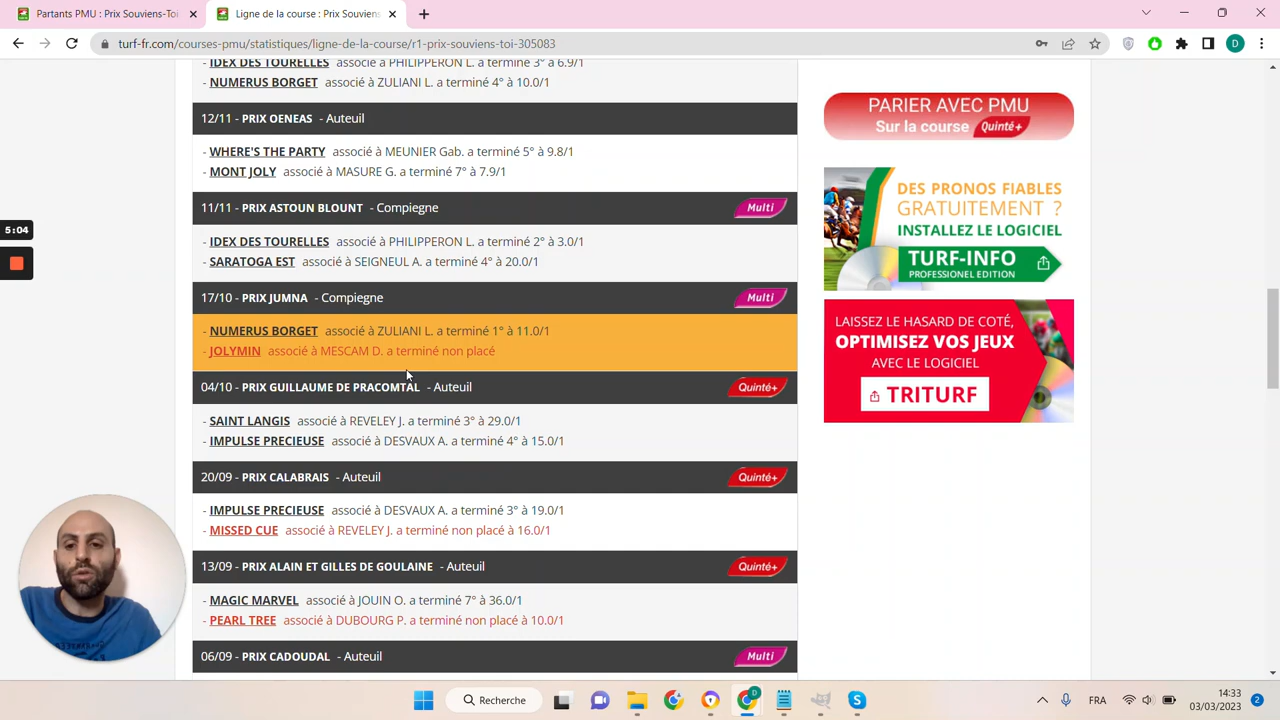 Partants PMU : Prix Souviens-Toi
Ligne de la course : Prix Souviens
turf-fr.com/courses-pmu/statistiques/ligne-de-la-course/r1-prix-souviens-toi-305083
D
- IDEX DES TOURELLES associé à PHILIPPERON L. a terminé 3° à 6.9/1
- NUMERUS BORGET associé à ZULIANI L. a terminé 4° à 10.0/1
12/11 - PRIX OENEAS - Auteuil
- WHERE'S THE PARTY associé à MEUNIER Gab. a terminé 5° à 9.8/1
- MONT JOLY associé à MASURE G. a terminé 7° à 7.9/1
11/11 - PRIX ASTOUN BLOUNT - Compiegne Multi
- IDEX DES TOURELLES associé à PHILIPPERON L. a terminé 2° à 3.0/1
- SARATOGA EST associé à SEIGNEUL A. a terminé 4° à 20.0/1
17/10 - PRIX JUMNA - Compiegne Multi
- NUMERUS BORGET associé à ZULIANI L. a terminé 1° à 11.0/1
- JOLYMIN associé à MESCAM D. a terminé non placé
04/10 - PRIX GUILLAUME DE PRACOMTAL - Auteuil Quinté+
- SAINT LANGIS associé à REVELEY J. a terminé 3° à 29.0/1
- IMPULSE PRECIEUSE associé à DESVAUX A. a terminé 4° à 15.0/1
20/09 - PRIX CALABRAIS - Auteuil Quinté+
- IMPULSE PRECIEUSE associé à DESVAUX A. a terminé 3° à 19.0/1
- MISSED CUE associé à REVELEY J. a terminé non placé à 16.0/1
13/09 - PRIX ALAIN ET GILLES DE GOULAINE - Auteuil Quinté+
- MAGIC MARVEL associé à JOUIN O. a terminé 7° à 36.0/1
- PEARL TREE associé à DUBOURG P. a terminé non placé à 10.0/1
06/09 - PRIX CADOUDAL - Auteuil Multi
PARIER AVEC PMU
Sur la course Quinté+
DES PRONOS FIABLES
GRATUITEMENT ?
INSTALLEZ LE LOGICIEL
TURF-INFO
PROFESSIONEL EDITION
LAISSEZ LE HASARD DE COTÉ,
OPTIMISEZ VOS JEUX
AVEC LE LOGICIEL
TRITURF
5:04
Recherche
D
FRA
14:33
03/03/2023
2